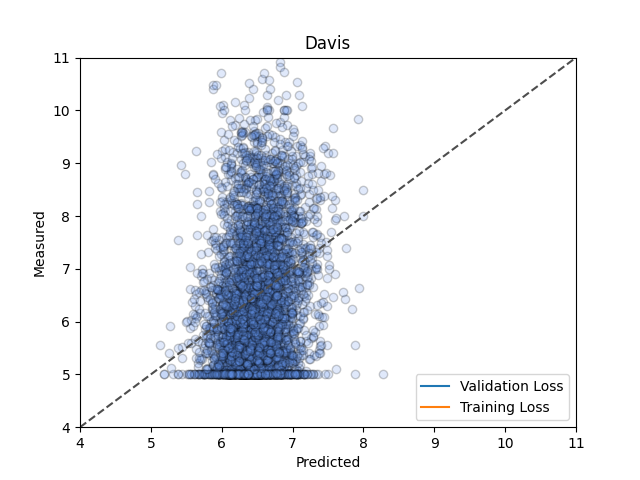 Davis
11
10
9
8
7
6
5
4
Measured
Validation Loss
Training Loss
4 5 6 7 8 9 10 11
Predicted